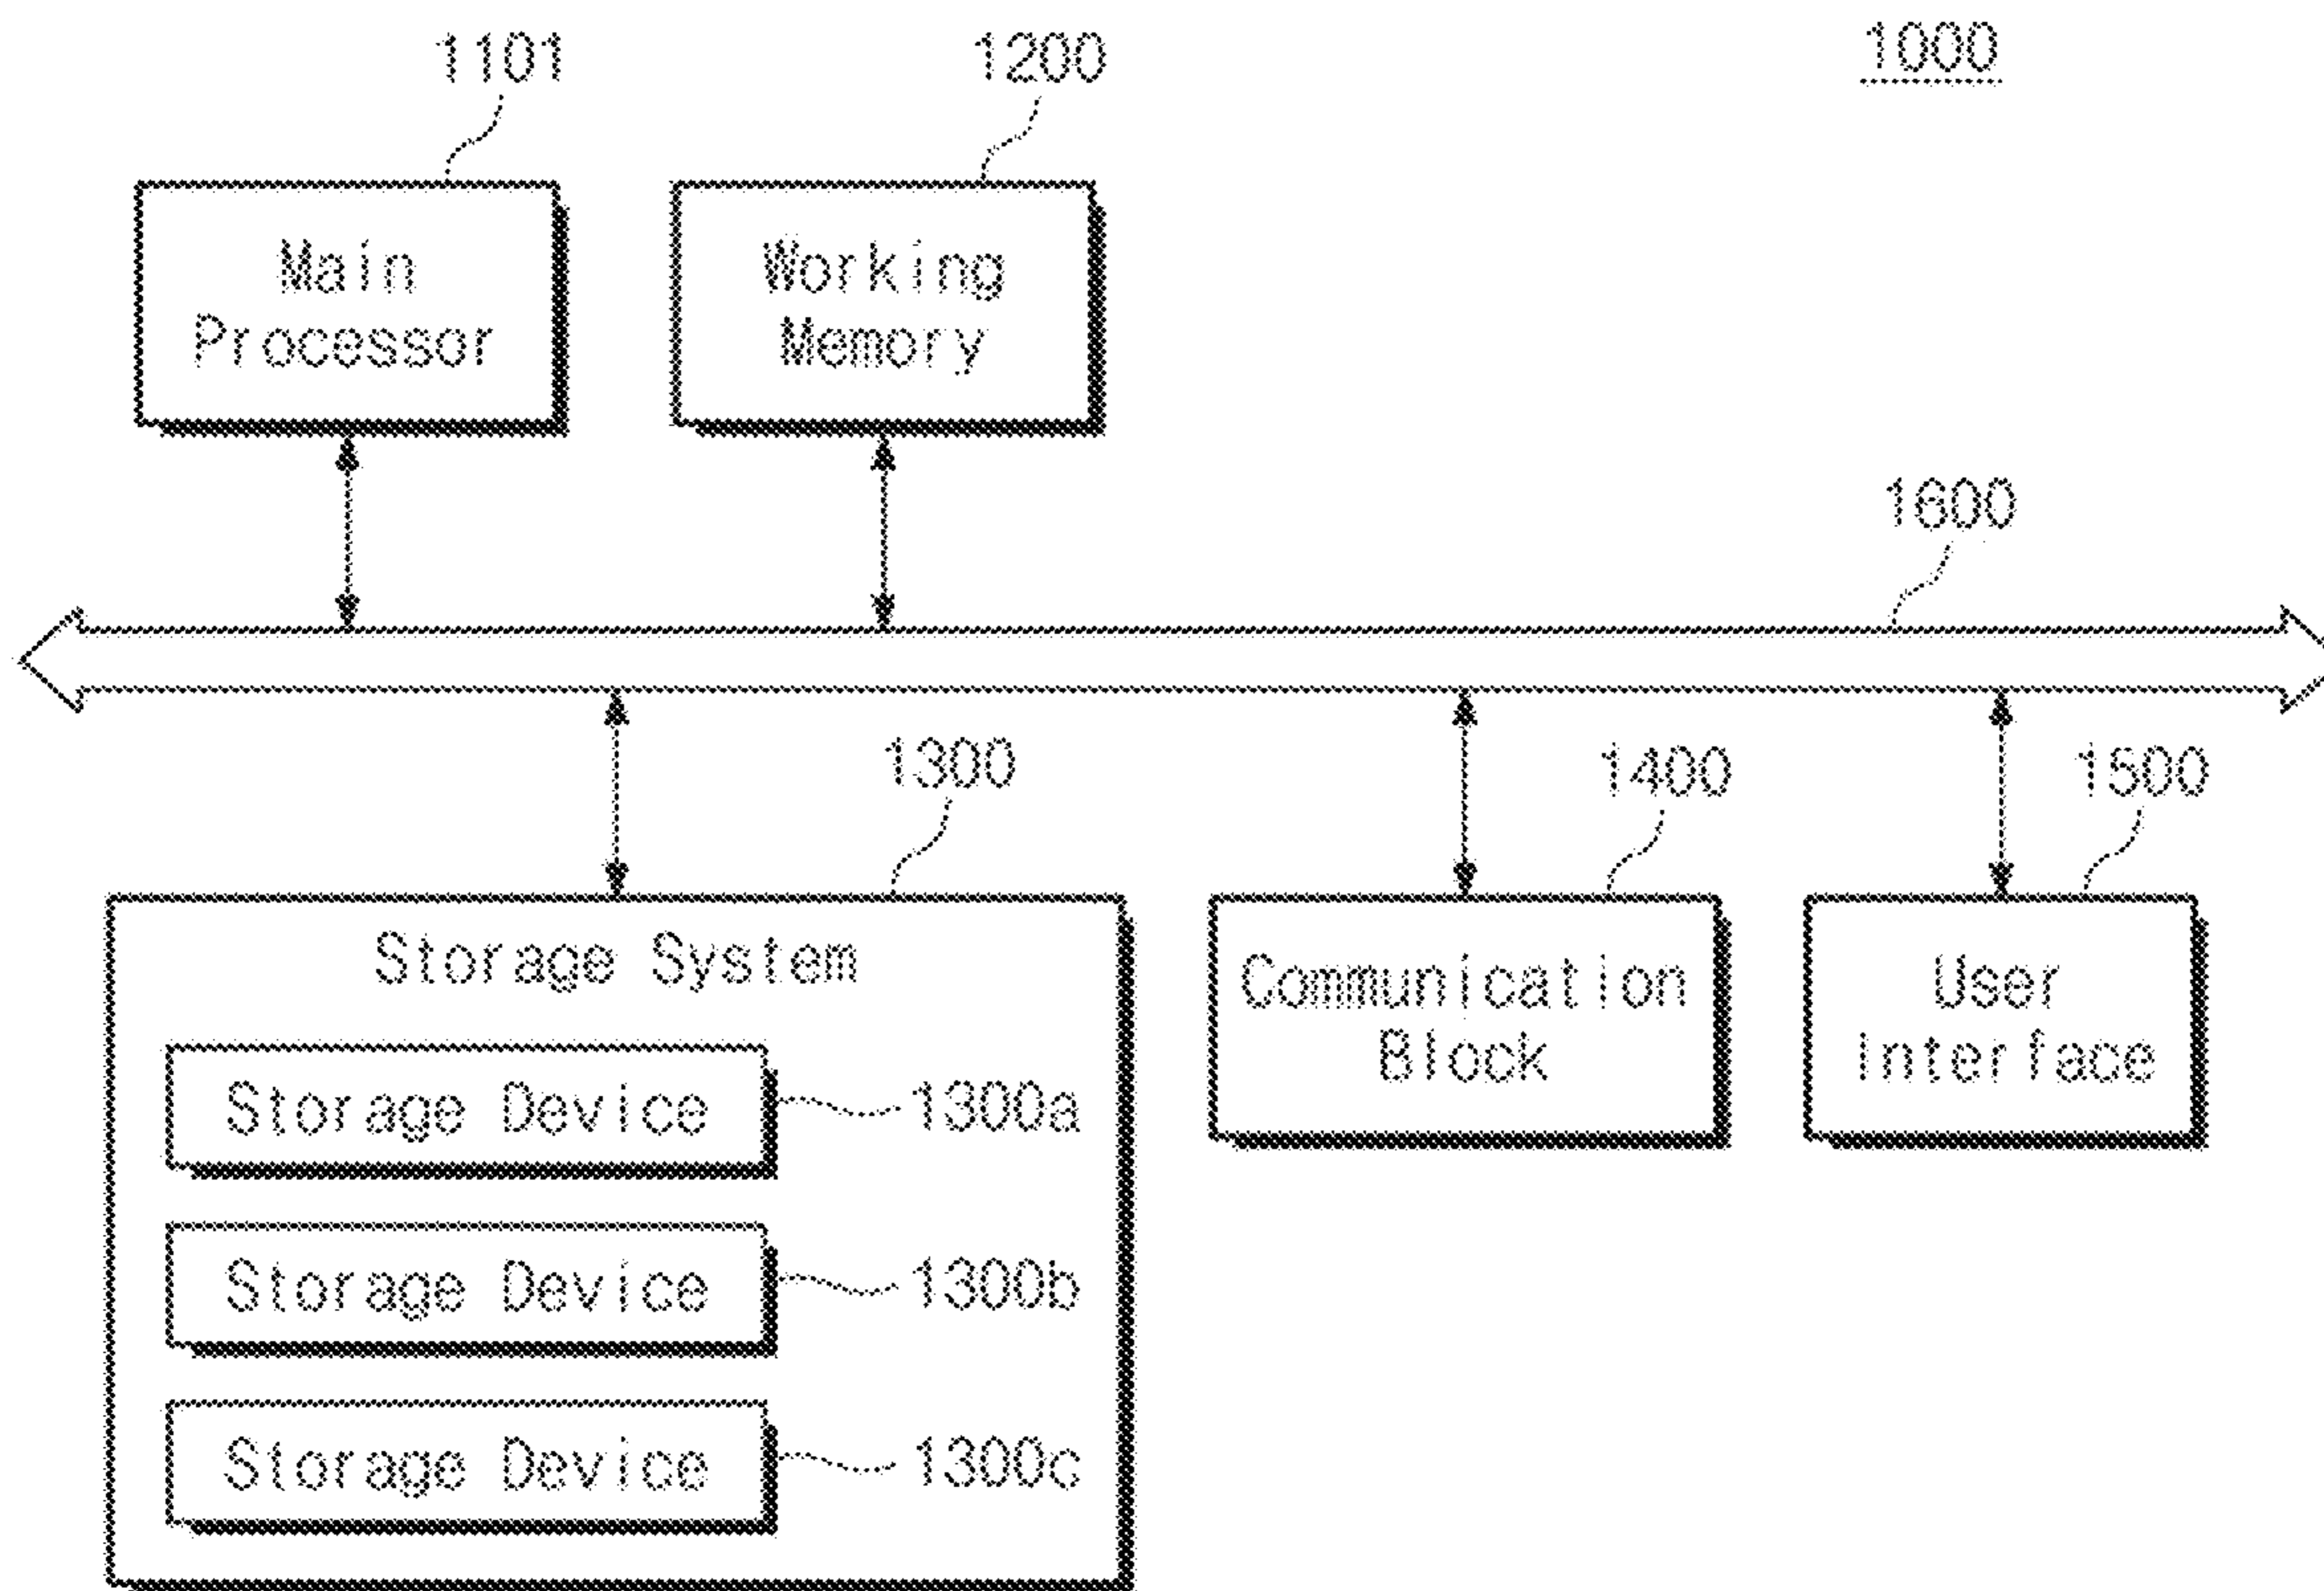 1101
1200
1000
Main
Processor
Working
Memory
1600
1300
1400
1500
Storage System
Communication
Block
User
Interface
Storage Device
1300a
Storage Device
1300b
Storage Device
1300c